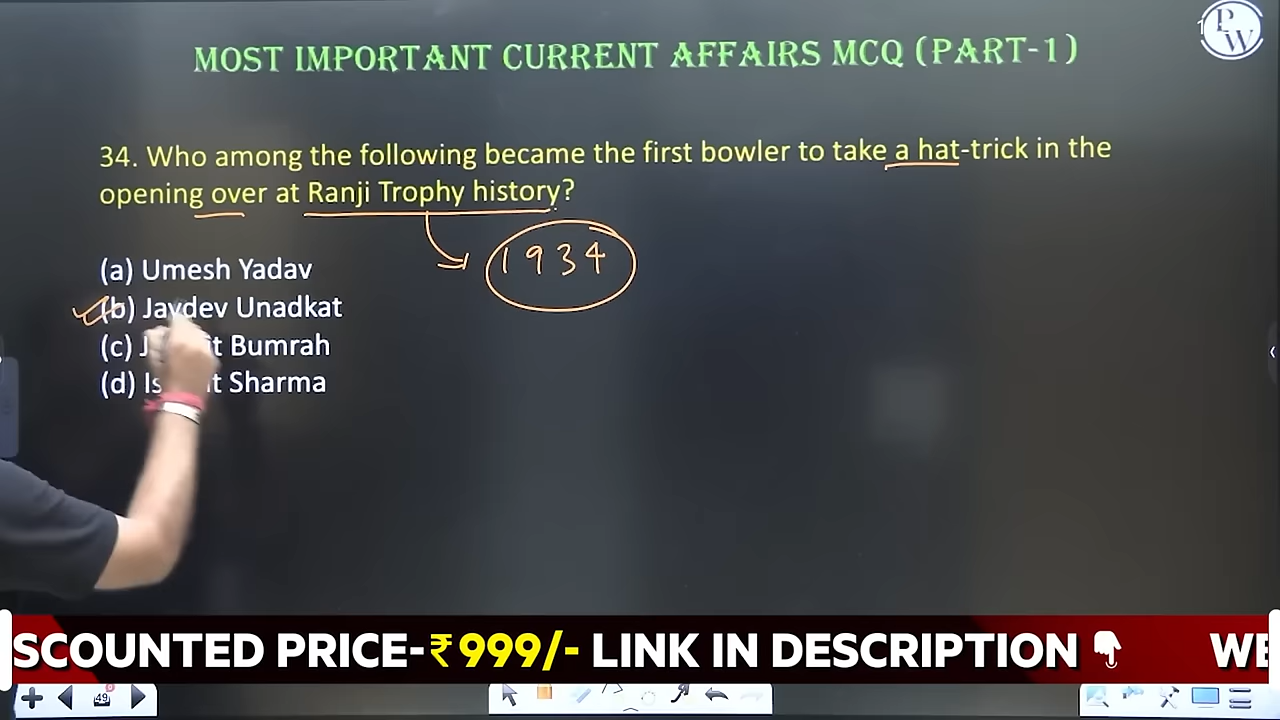 PW
MOST IMPORTANT CURRENT AFFAIRS MCQ (PART-1)
34. Who among the following became the first bowler to take a hat-trick in the
opening over at Ranji Trophy history?
1934
(a) Umesh Yadav
(b) Jaydev Unadkat
(c) Bumrah
(d) Sharma
SCOUNTED PRICE-₹999/- LINK IN DESCRIPTION WE
49